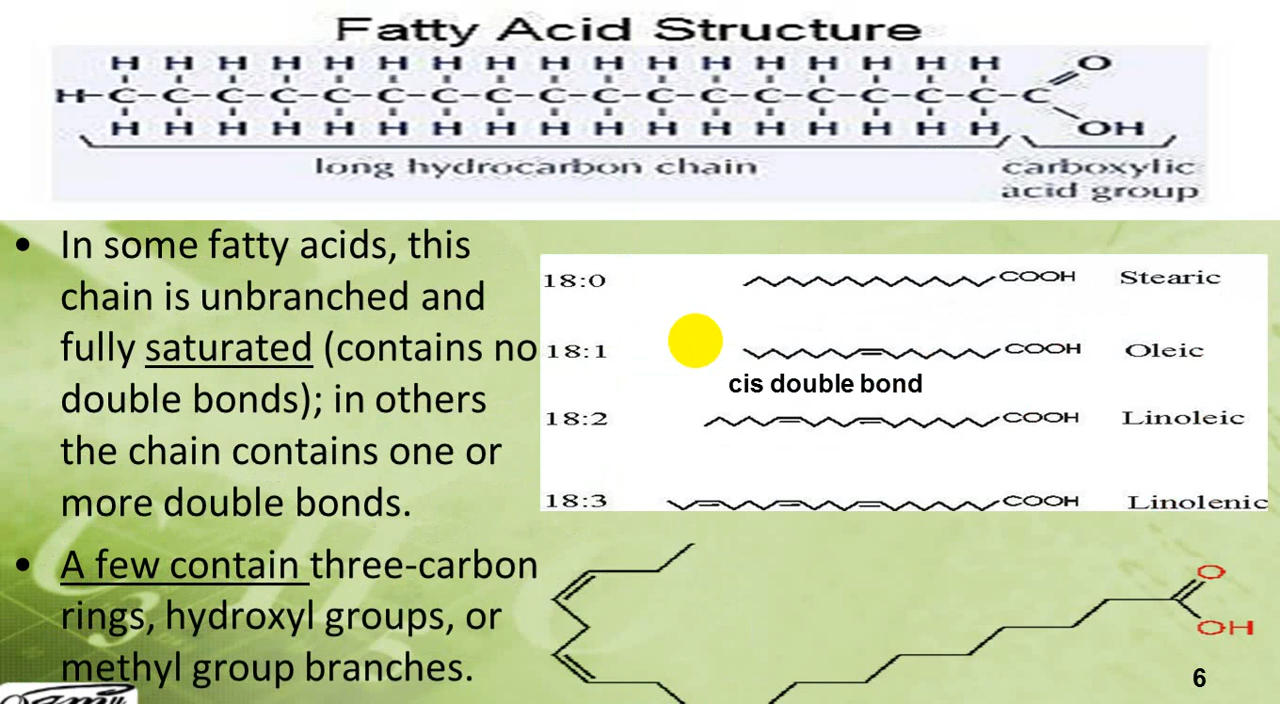 Fatty Acid Structure
H H H H H H H H H H H H H H H H H O
H-C-C-C-C-C-C-C-C-C-C-C-C-C-C-C-C-C-C
H H H H H H H H H H H H H H H H H OH
long hydrocarbon chain
carboxylic
acid group
• In some fatty acids, this
chain is unbranched and
fully saturated (contains no
double bonds); in others
the chain contains one or
more double bonds.
• A few contain three-carbon
rings, hydroxyl groups, or
methyl group branches.
18:0 COOH Stearic
18:1 COOH Oleic
cis double bond
18:2 COOH Linoleic
18:3 COOH Linolenic
O
OH
6